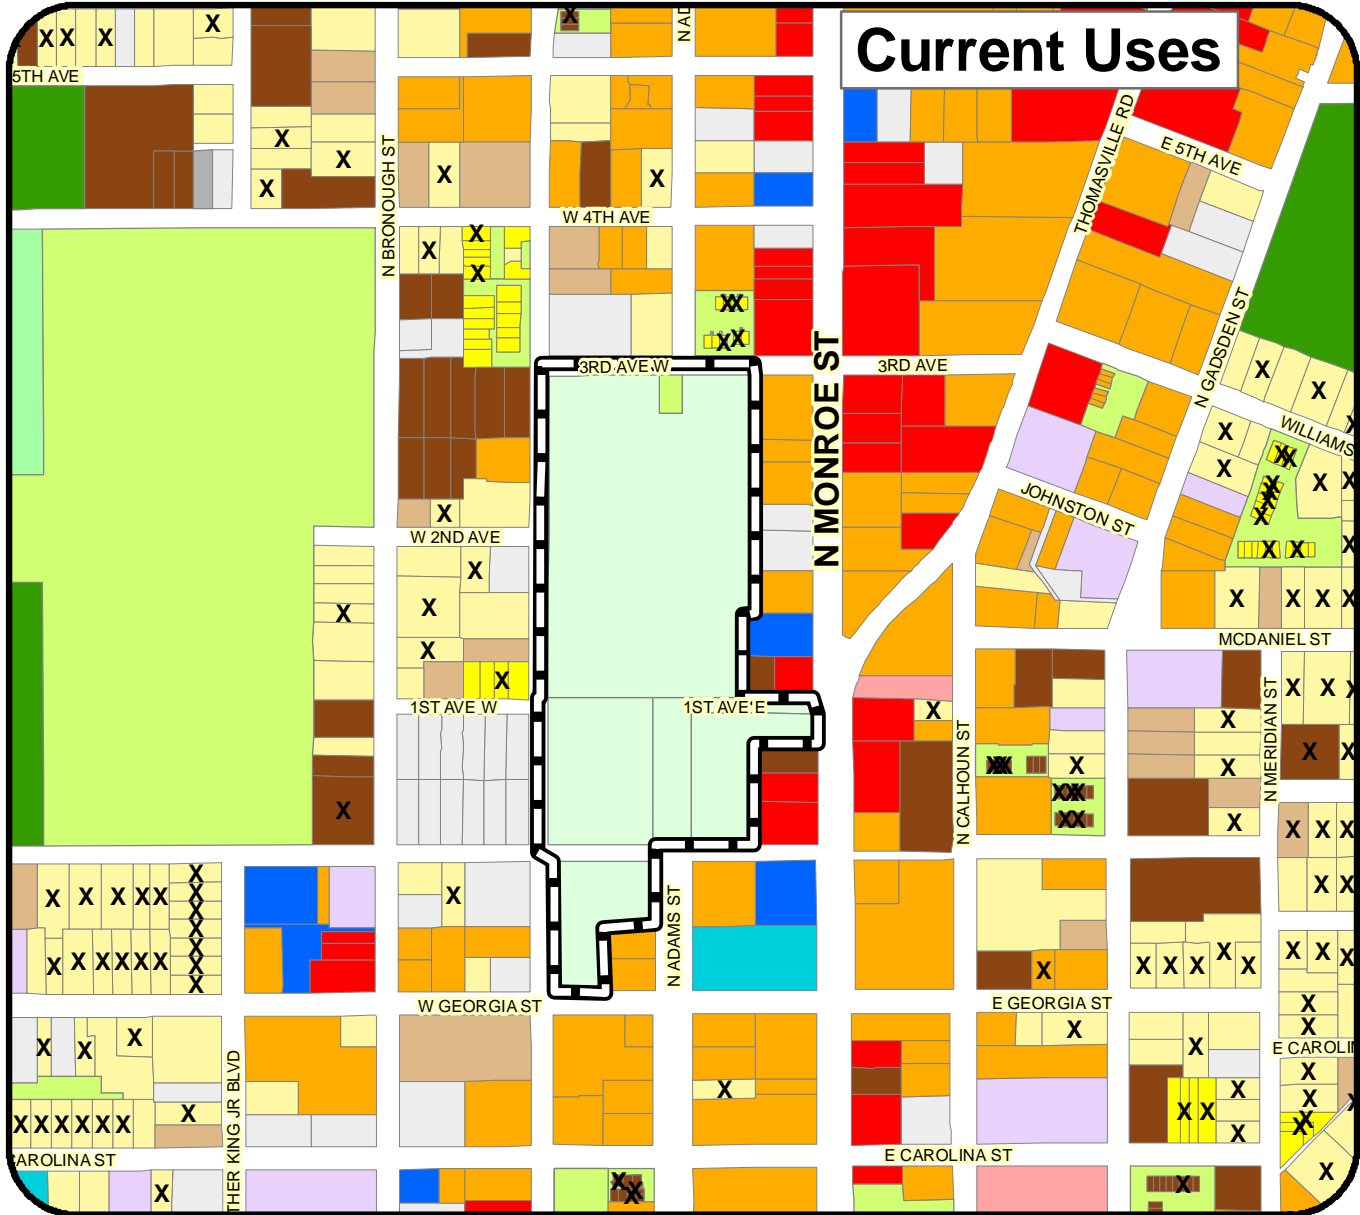 Current Uses
N AD
5TH AVE
X X X X
THOMASVILLE RD
E 5TH AVE
N BRONOUGH ST
W 4TH AVE
N GADSDEN ST
N MONROE ST
3RD AVE W
3RD AVE
WILLIAMS
JOHNSTON ST
W 2ND AVE
MCDANIEL ST
1ST AVE W
1ST AVE E
N CALHOUN ST
N MERIDIAN ST
N ADAMS ST
W GEORGIA ST
E GEORGIA ST
E CAROLIN
THER KING JR BLVD
CAROLINA ST
E CAROLINA ST